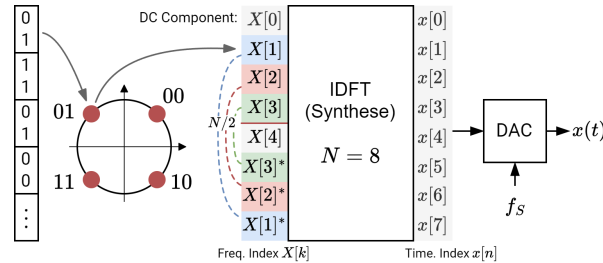 0
1
1
1
0
1
0
0
⋮
01
00
11
10
DC Component:
X[0]
X[1]
X[2]
X[3]
X[4]
X[3]*
X[2]*
X[1]*
N/2
Freq. Index X[k]
IDFT
(Synthese)
N = 8
x[0]
x[1]
x[2]
x[3]
x[4]
x[5]
x[6]
x[7]
Time. Index x[n]
DAC
x(t)
f_S